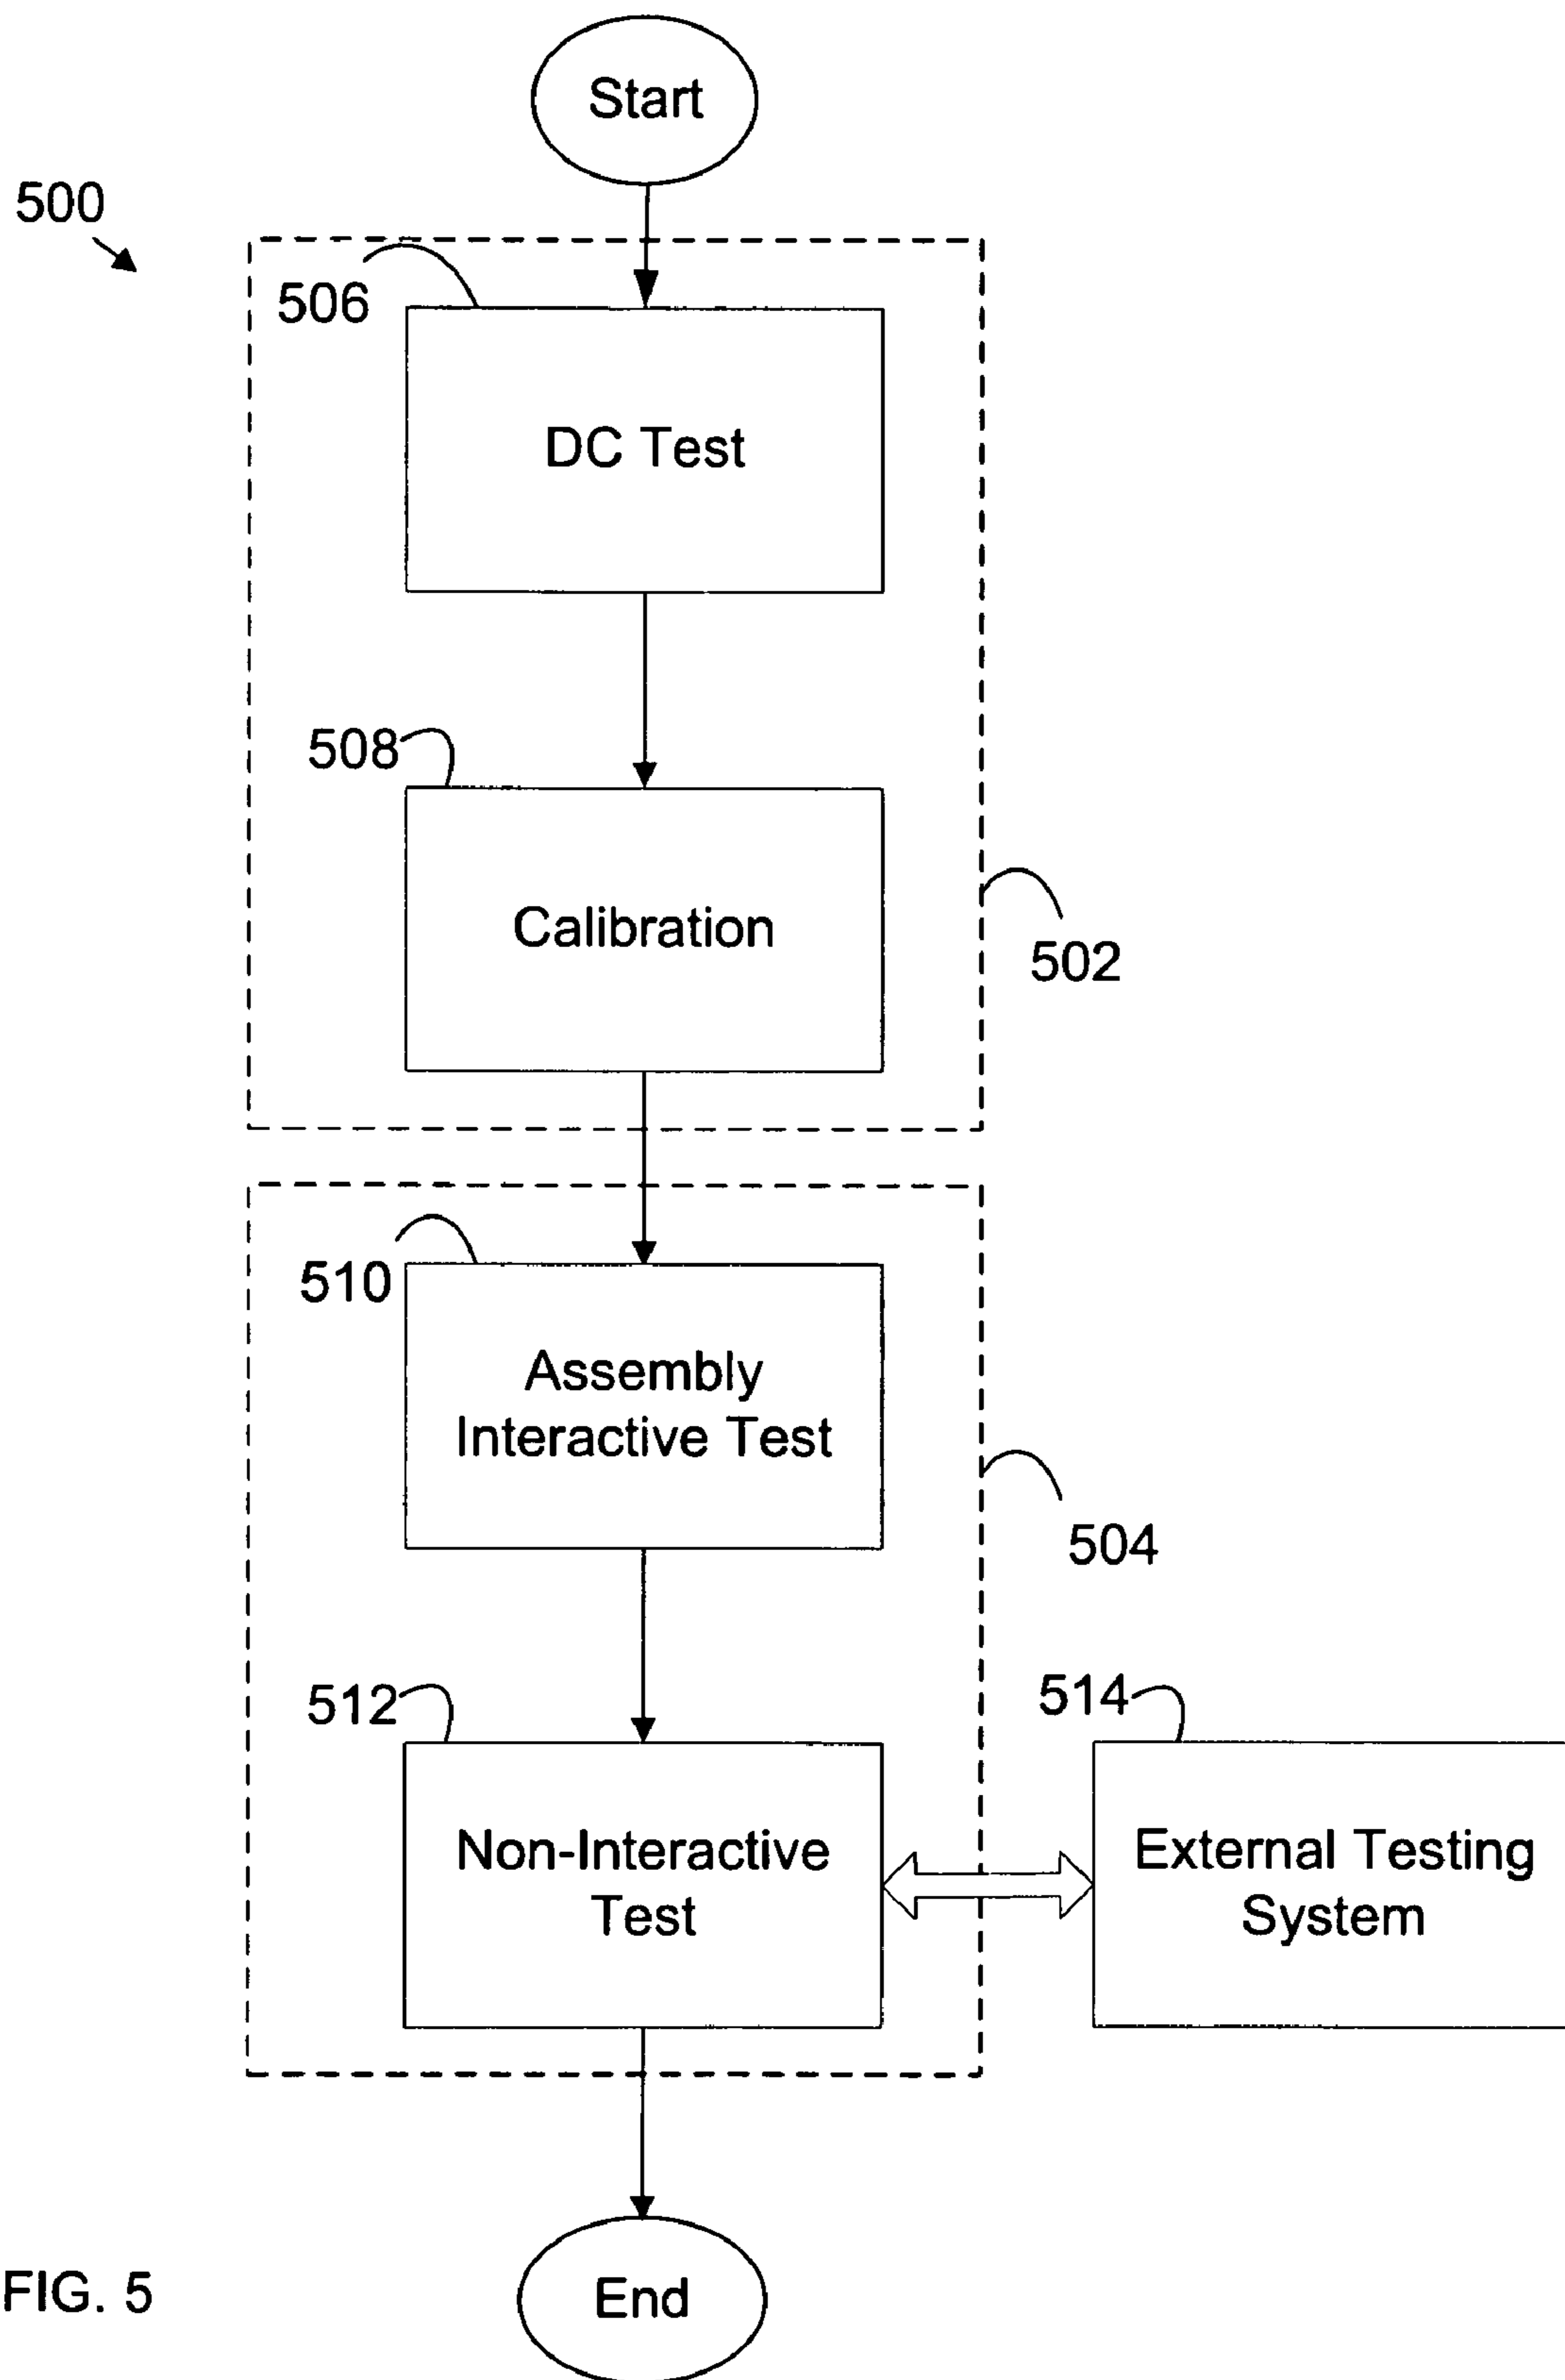 Start
500
506
DC Test
508
Calibration
502
510
Assembly
Interactive Test
504
512
514
Non-Interactive
Test
External Testing
System
End
FIG. 5